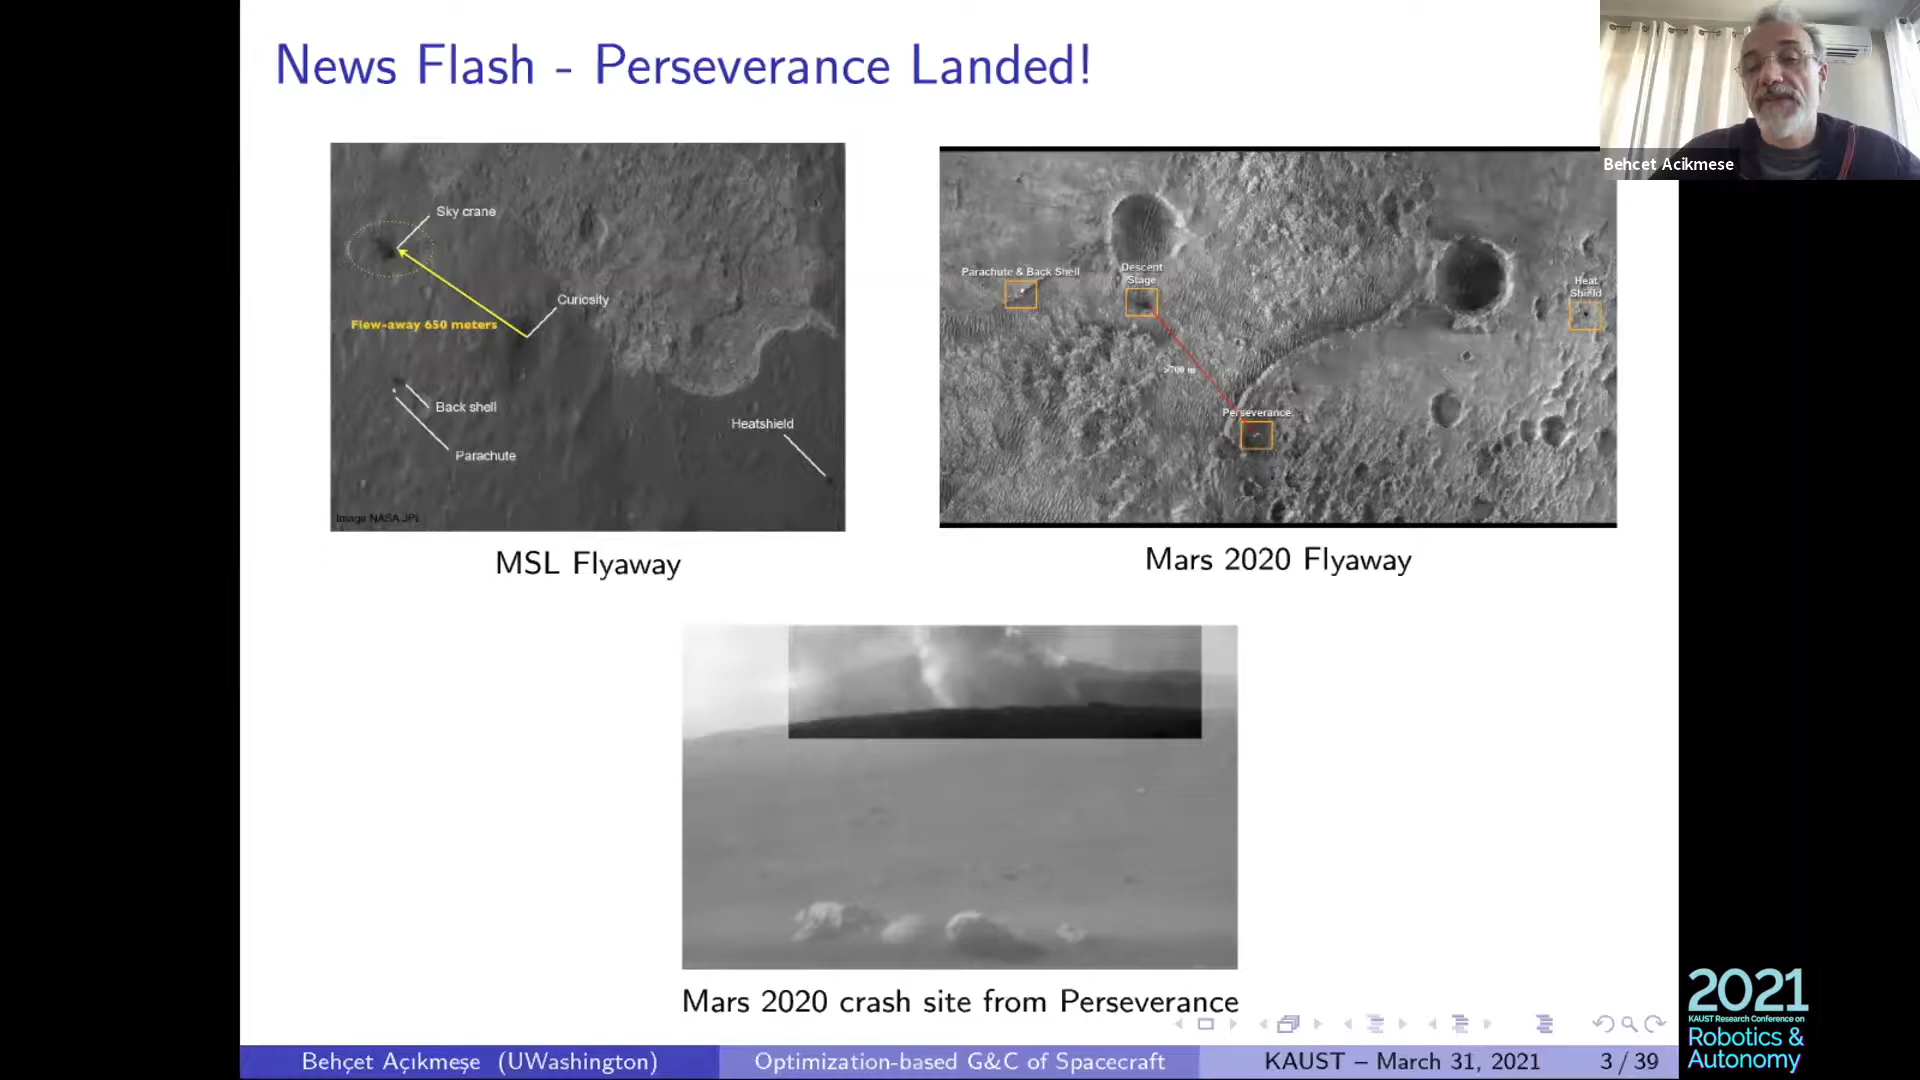 News Flash - Perseverance Landed!
Behcet Acikmese
Sky crane
Curiosity
Flew-away 650 meters
Back shell
Heatshield
Parachute
Image NASA JPL
Parachute & Back Shell
Descent
Stage
Heat
Shield
>700 m
Perseverance
MSL Flyaway
Mars 2020 Flyaway
Mars 2020 crash site from Perseverance
2021
KAUST Research Conference on
Robotics &
Autonomy
Behçet Açıkmeşe (UWashington)
Optimization-based G&C of Spacecraft
KAUST – March 31, 2021
3 / 39